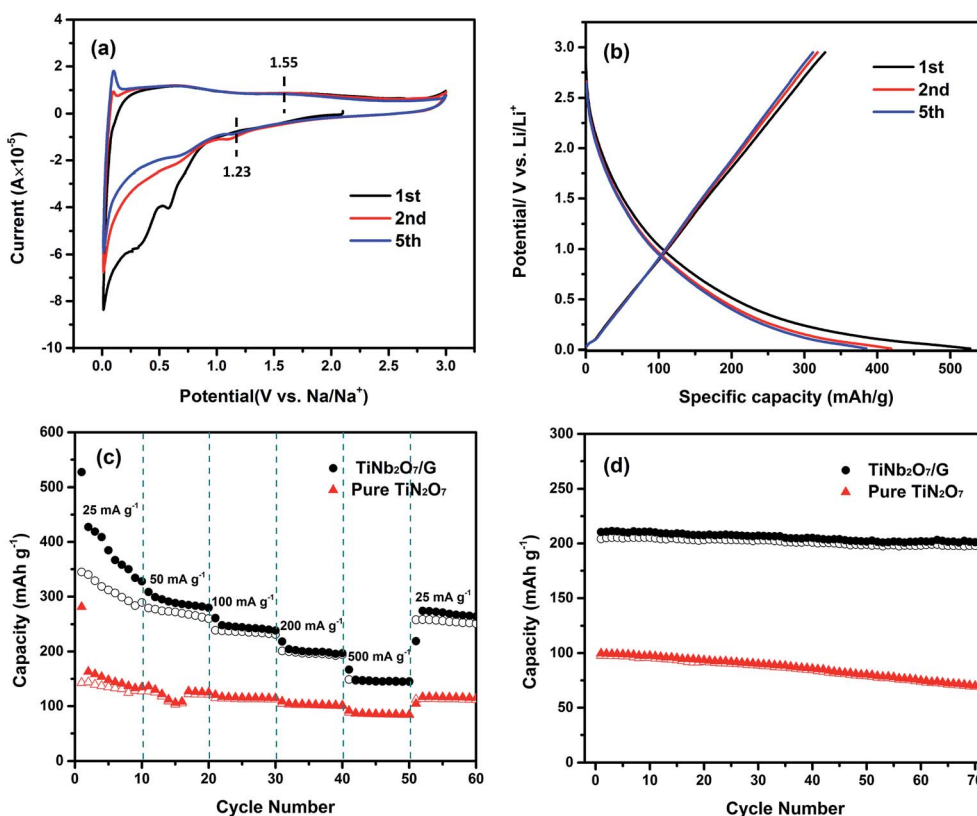 (a)
1.55
1.23
1st
2nd
5th
Current (A×10⁻⁵)
4
2
0
-2
-4
-6
-8
-10
0.0 0.5 1.0 1.5 2.0 2.5 3.0
Potential(V vs. Na/Na⁺)
(b)
1st
2nd
5th
Potential/ V vs. Li/Li⁺
3.0
2.5
2.0
1.5
1.0
0.5
0.0
0 100 200 300 400 500
Specific capacity (mAh/g)
(c)
TiNb₂O₇/G
Pure TiN₂O₇
25 mA g⁻¹
50 mA g⁻¹
100 mA g⁻¹
200 mA g⁻¹
500 mA g⁻¹
25 mA g⁻¹
Capacity (mAh g⁻¹)
600
500
400
300
200
100
0
0 10 20 30 40 50 60
Cycle Number
(d)
TiNb₂O₇/G
Pure TiN₂O₇
Capacity (mAh g⁻¹)
300
250
200
150
100
50
0
0 10 20 30 40 50 60 70
Cycle Number